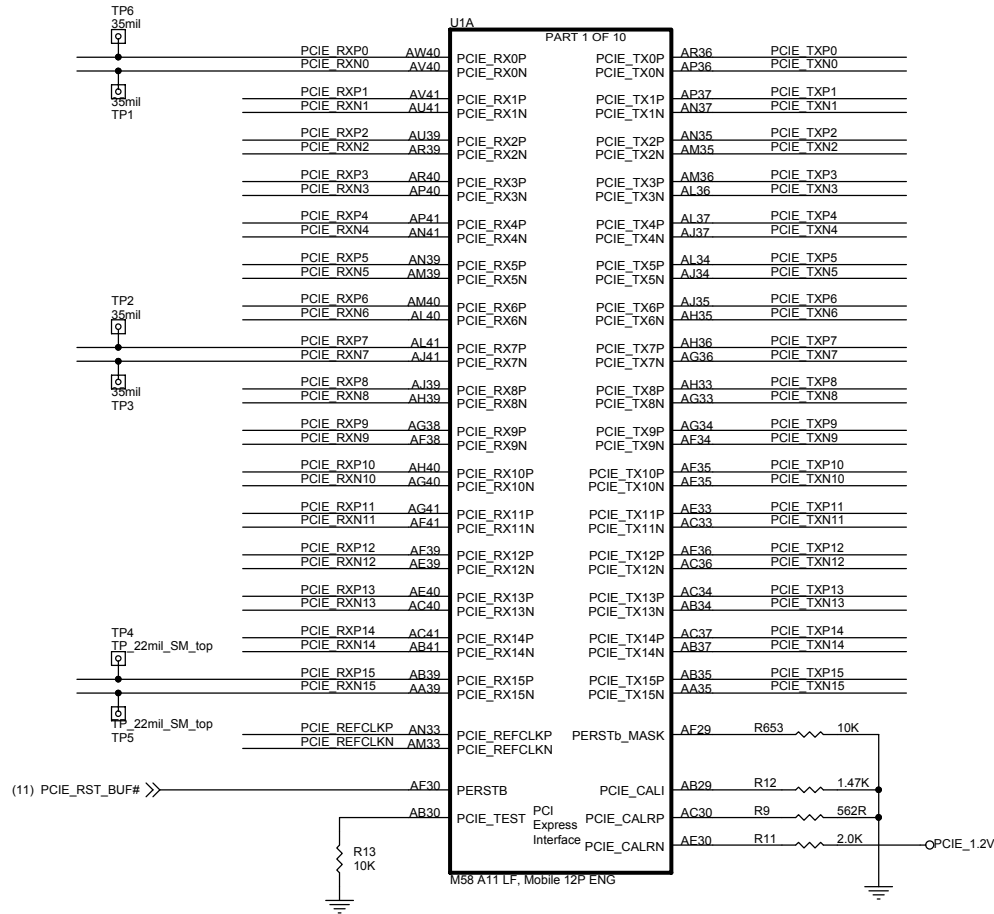 TP6
35mil
35mil
TP1
U1A
PART 1 OF 10
PCIE_RXP0 AW40 PCIE_RX0P PCIE_TX0P AR36 PCIE_TXP0
PCIE_RXN0 AV40 PCIE_RX0N PCIE_TX0N AP36 PCIE_TXN0
PCIE_RXP1 AV41 PCIE_RX1P PCIE_TX1P AP37 PCIE_TXP1
PCIE_RXN1 AU41 PCIE_RX1N PCIE_TX1N AN37 PCIE_TXN1
PCIE_RXP2 AU39 PCIE_RX2P PCIE_TX2P AN35 PCIE_TXP2
PCIE_RXN2 AR39 PCIE_RX2N PCIE_TX2N AM35 PCIE_TXN2
PCIE_RXP3 AR40 PCIE_RX3P PCIE_TX3P AM36 PCIE_TXP3
PCIE_RXN3 AP40 PCIE_RX3N PCIE_TX3N AL36 PCIE_TXN3
PCIE_RXP4 AP41 PCIE_RX4P PCIE_TX4P AL37 PCIE_TXP4
PCIE_RXN4 AN41 PCIE_RX4N PCIE_TX4N AJ37 PCIE_TXN4
PCIE_RXP5 AN39 PCIE_RX5P PCIE_TX5P AL34 PCIE_TXP5
PCIE_RXN5 AM39 PCIE_RX5N PCIE_TX5N AJ34 PCIE_TXN5
PCIE_RXP6 AM40 PCIE_RX6P PCIE_TX6P AJ35 PCIE_TXP6
PCIE_RXN6 AL40 PCIE_RX6N PCIE_TX6N AH35 PCIE_TXN6
TP2
35mil
PCIE_RXP7 AL41 PCIE_RX7P PCIE_TX7P AH36 PCIE_TXP7
PCIE_RXN7 AJ41 PCIE_RX7N PCIE_TX7N AG36 PCIE_TXN7
35mil
TP3
PCIE_RXP8 AJ39 PCIE_RX8P PCIE_TX8P AH33 PCIE_TXP8
PCIE_RXN8 AH39 PCIE_RX8N PCIE_TX8N AG33 PCIE_TXN8
PCIE_RXP9 AG38 PCIE_RX9P PCIE_TX9P AG34 PCIE_TXP9
PCIE_RXN9 AF38 PCIE_RX9N PCIE_TX9N AF34 PCIE_TXN9
PCIE_RXP10 AH40 PCIE_RX10P PCIE_TX10P AF35 PCIE_TXP10
PCIE_RXN10 AG40 PCIE_RX10N PCIE_TX10N AE35 PCIE_TXN10
PCIE_RXP11 AG41 PCIE_RX11P PCIE_TX11P AE33 PCIE_TXP11
PCIE_RXN11 AF41 PCIE_RX11N PCIE_TX11N AC33 PCIE_TXN11
PCIE_RXP12 AF39 PCIE_RX12P PCIE_TX12P AE36 PCIE_TXP12
PCIE_RXN12 AE39 PCIE_RX12N PCIE_TX12N AC36 PCIE_TXN12
PCIE_RXP13 AE40 PCIE_RX13P PCIE_TX13P AC34 PCIE_TXP13
PCIE_RXN13 AC40 PCIE_RX13N PCIE_TX13N AB34 PCIE_TXN13
PCIE_RXP14 AC41 PCIE_RX14P PCIE_TX14P AC37 PCIE_TXP14
PCIE_RXN14 AB41 PCIE_RX14N PCIE_TX14N AB37 PCIE_TXN14
TP4
TP_22mil_SM_top
PCIE_RXP15 AB39 PCIE_RX15P PCIE_TX15P AB35 PCIE_TXP15
PCIE_RXN15 AA39 PCIE_RX15N PCIE_TX15N AA35 PCIE_TXN15
TP_22mil_SM_top
TP5
PCIE_REFCLKP AN33 PCIE_REFCLKP PERSTb_MASK AF29 R653 10K
PCIE_REFCLKN AM33 PCIE_REFCLKN
(11) PCIE_RST_BUF# AF30 PERSTB PCIE_CALI AB29 R12 1.47K
AB30 PCIE_TEST PCI Express Interface PCIE_CALRP AC30 R9 562R
PCIE_CALRN AE30 R11 2.0K PCIE_1.2V
R13
10K
M58 A11 LF, Mobile 12P ENG